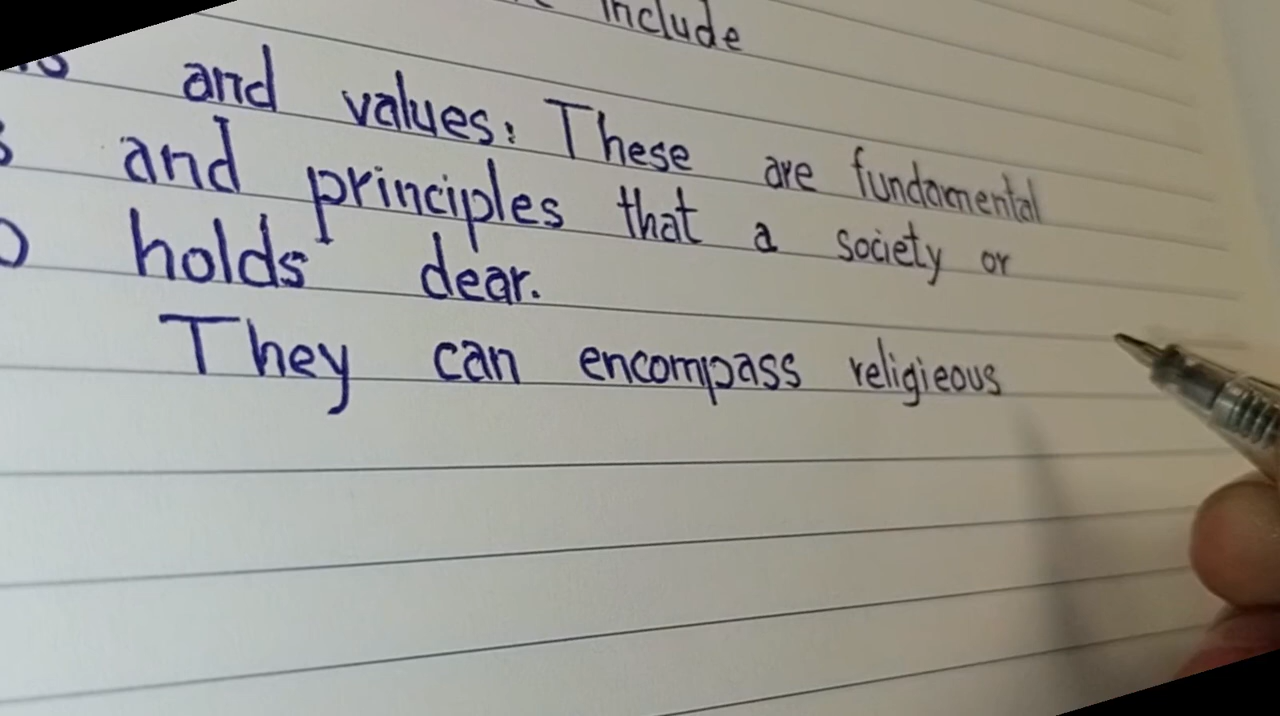 include
and values: These are fundamental
and principles that a society or
holds dear.
They can encompass religieous